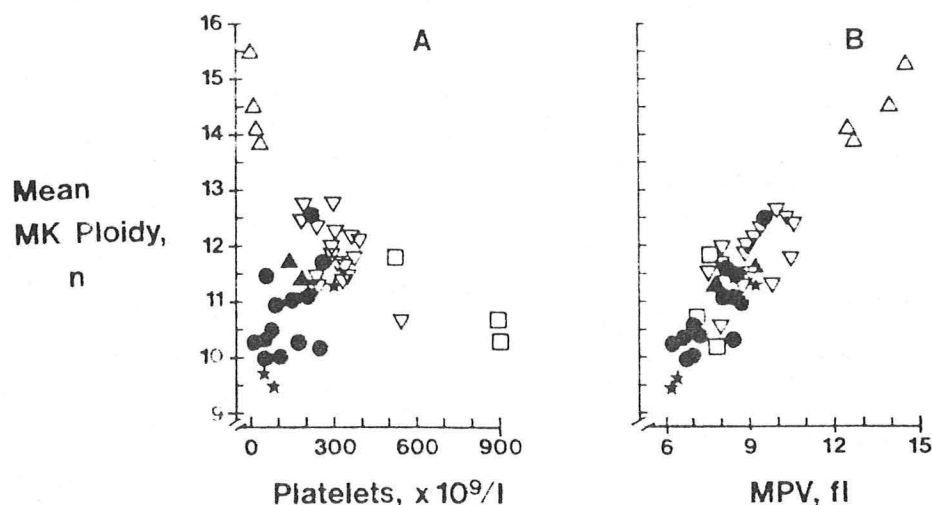 A
B
16
15
14
13
12
11
10
9
Mean
MK Ploidy,
n
0 300 600 900
6 9 12 15
Platelets, x 10⁹/l
MPV, fl